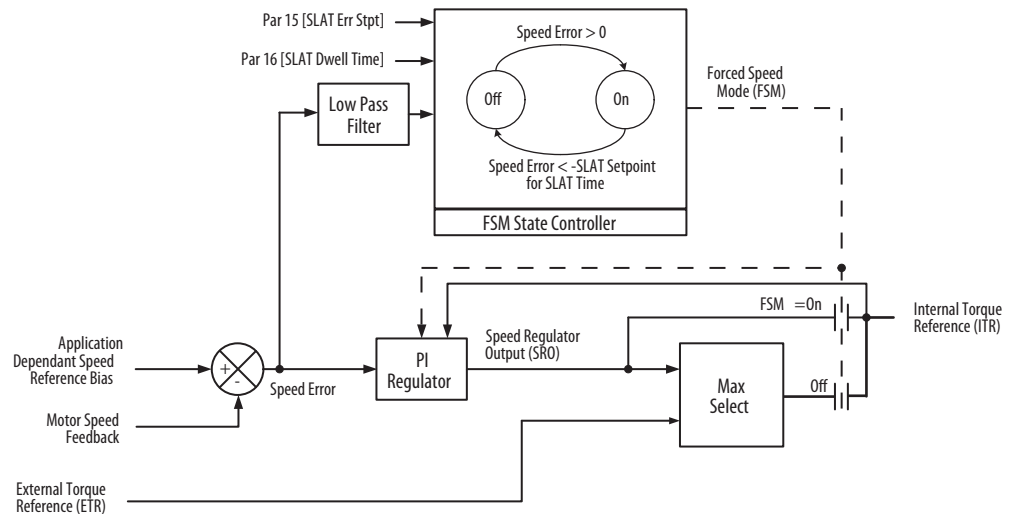 Par 15 [SLAT Err Stpt]
Par 16 [SLAT Dwell Time]
Low Pass
Filter
Speed Error > 0
Off
On
Speed Error < -SLAT Setpoint
for SLAT Time
FSM State Controller
Forced Speed
Mode (FSM)
FSM =On
Internal Torque
Reference (ITR)
Application
Dependant Speed
Reference Bias
+
-
Speed Error
PI
Regulator
Speed Regulator
Output (SRO)
Max
Select
Off
Motor Speed
Feedback
External Torque
Reference (ETR)